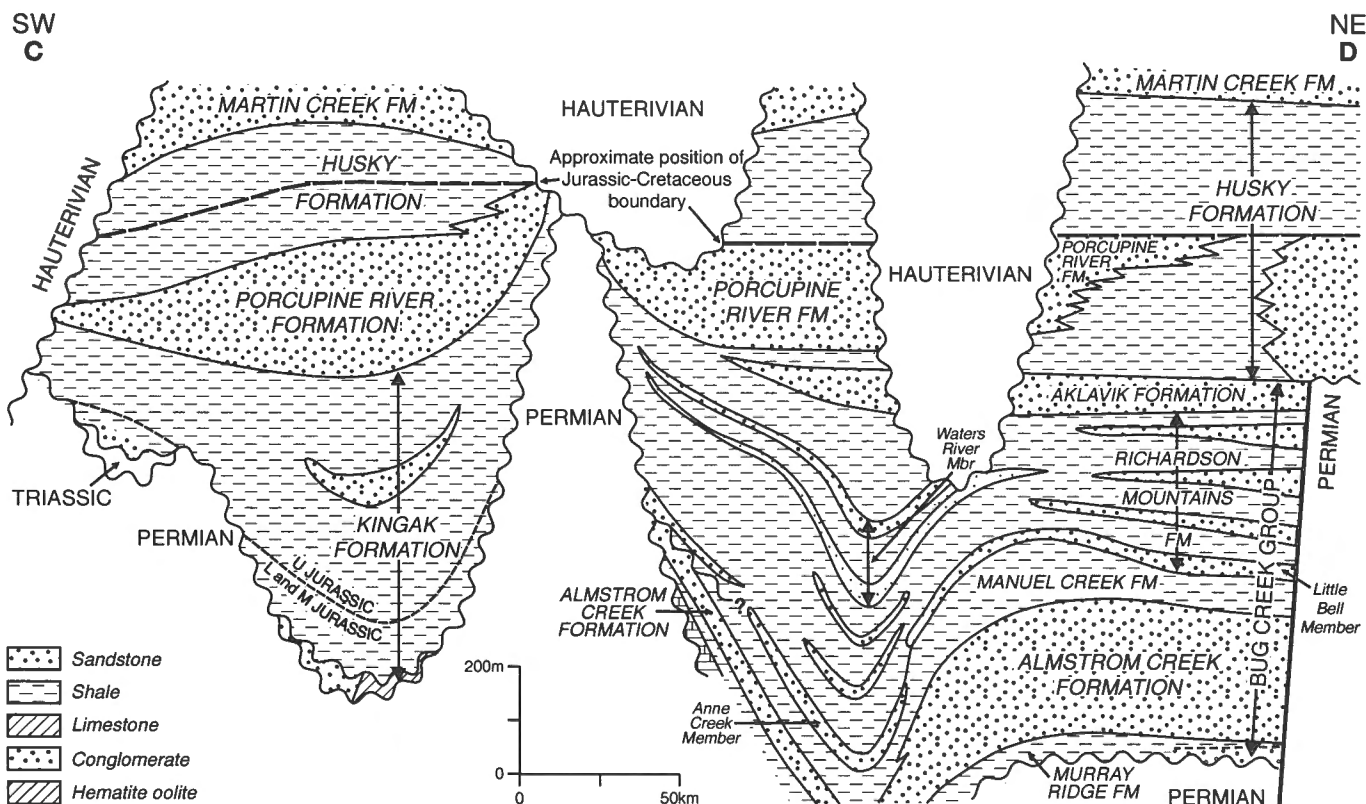 SW
C
NE
D
MARTIN CREEK FM
HUSKY
FORMATION
HAUTERIVIAN
PORCUPINE RIVER
FORMATION
TRIASSIC
PERMIAN
KINGAK
FORMATION
U JURASSIC
L and M JURASSIC
HAUTERIVIAN
Approximate position of
Jurassic-Cretaceous
boundary
PERMIAN
PORCUPINE
RIVER FM
HAUTERIVIAN
Waters
River
Mbr
ALMSTROM
CREEK
FORMATION
?
Anne
Creek
Member
MARTIN CREEK FM
HUSKY
FORMATION
PORCUPINE
RIVER
FM
AKLAVIK FORMATION
RICHARDSON
MOUNTAINS
FM
MANUEL CREEK FM
Little
Bell
Member
ALMSTROM CREEK
FORMATION
BUG CREEK GROUP
PERMIAN
MURRAY
RIDGE FM
PERMIAN
Sandstone
Shale
Limestone
Conglomerate
Hematite oolite
200m
0m
0
50km